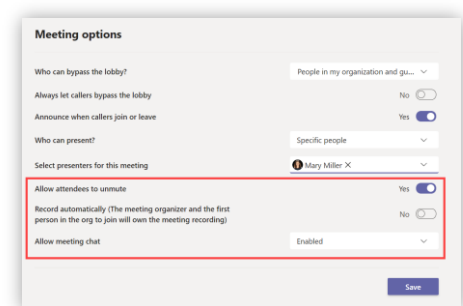 Meeting options
Who can bypass the lobby? People in my organization and gu...
Always let callers bypass the lobby No
Announce when callers join or leave Yes
Who can present? Specific people
Select presenters for this meeting Mary Miller ×
Allow attendees to unmute Yes
Record automatically (The meeting organizer and the first
person in the org to join will own the meeting recording) No
Allow meeting chat Enabled
Save